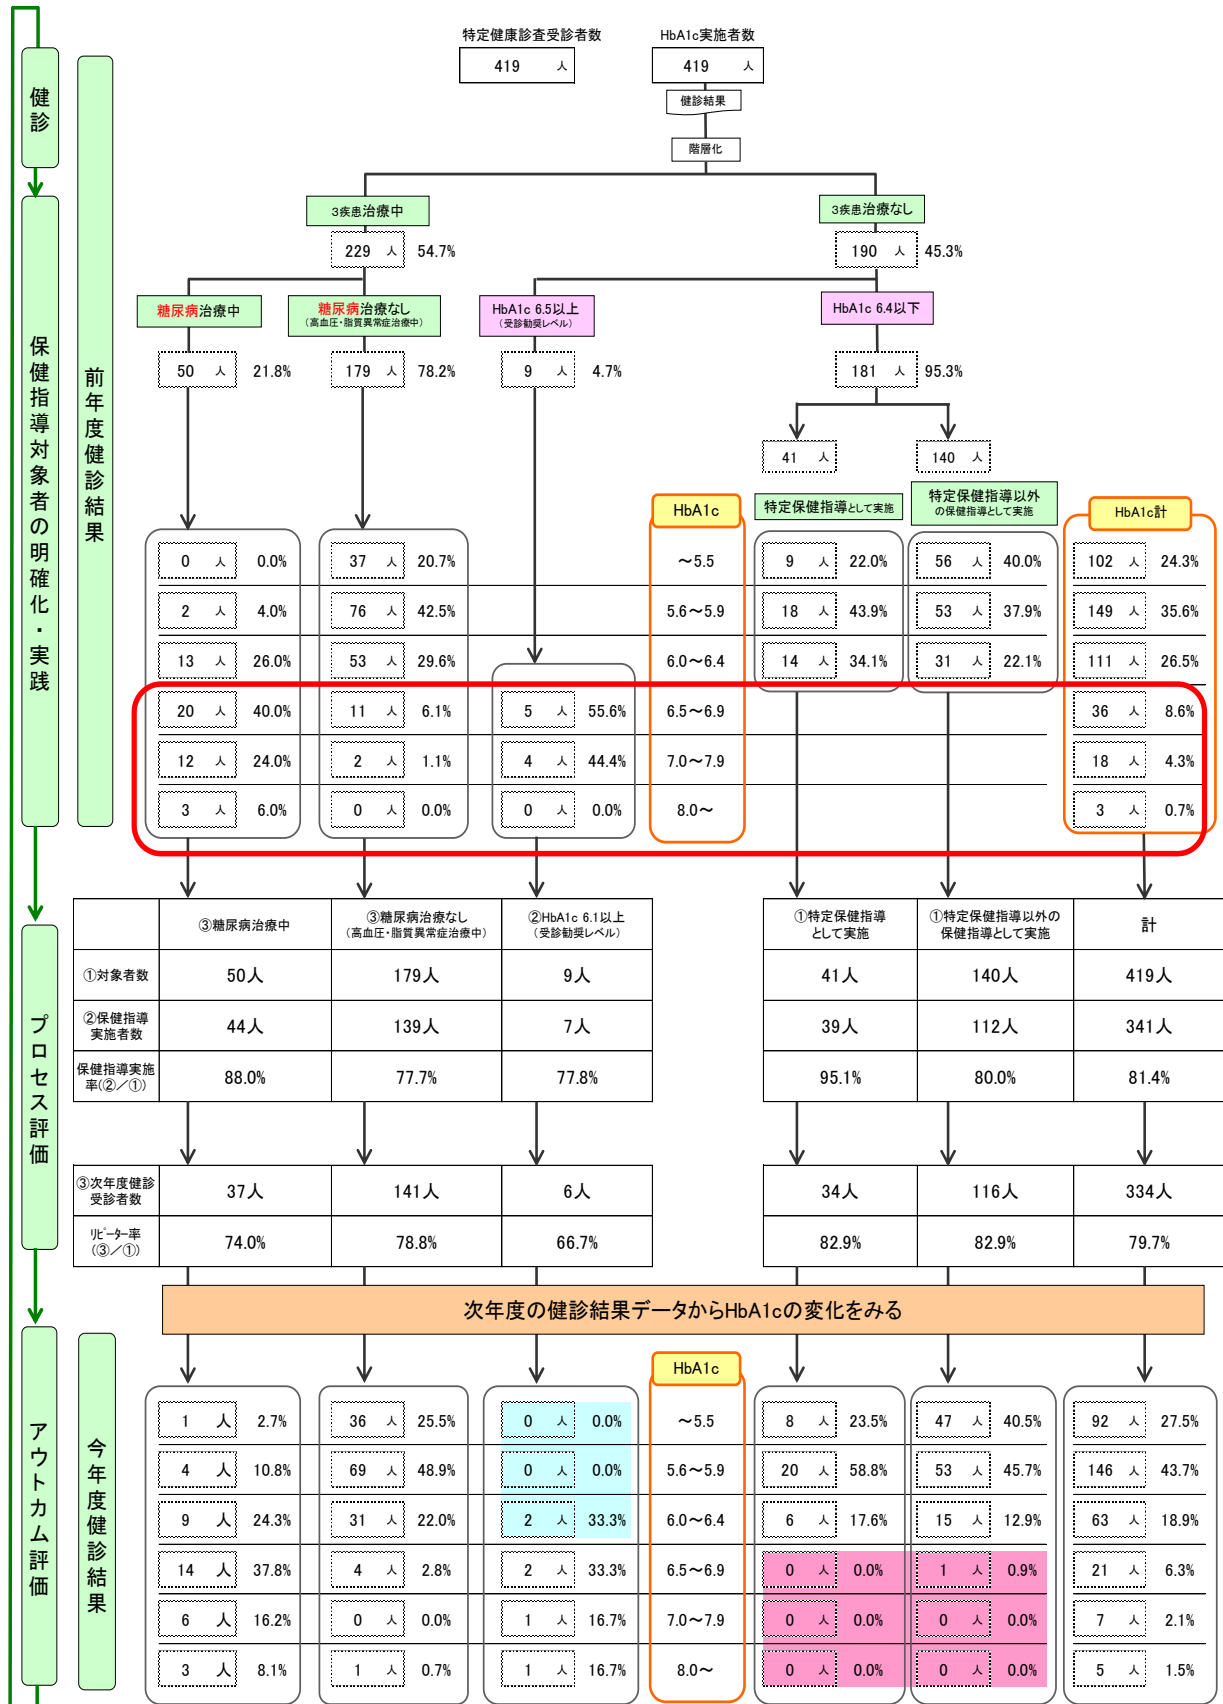 特定健康診査受診者数 HbA1c実施者数
419 人 419 人
健診結果
階層化
健診
保健指導対象者の明確化・実践
プロセス評価
アウトカム評価
前年度健診結果
今年度健診結果
3疾患治療中 3疾患治療なし
229 人 54.7% 190 人 45.3%
糖尿病治療中 糖尿病治療なし HbA1c 6.5以上 HbA1c 6.4以下
(高血圧・脂質異常症治療中) (受診勧奨レベル)
50 人 21.8% 179 人 78.2% 9 人 4.7% 181 人 95.3%
41 人 140 人
HbA1c 特定保健指導として実施 特定保健指導以外の保健指導として実施 HbA1c計
0 人 0.0% 37 人 20.7% ～5.5 9 人 22.0% 56 人 40.0% 102 人 24.3%
2 人 4.0% 76 人 42.5% 5.6～5.9 18 人 43.9% 53 人 37.9% 149 人 35.6%
13 人 26.0% 53 人 29.6% 6.0～6.4 14 人 34.1% 31 人 22.1% 111 人 26.5%
20 人 40.0% 11 人 6.1% 5 人 55.6% 6.5～6.9 36 人 8.6%
12 人 24.0% 2 人 1.1% 4 人 44.4% 7.0～7.9 18 人 4.3%
3 人 6.0% 0 人 0.0% 0 人 0.0% 8.0～ 3 人 0.7%
③糖尿病治療中 ③糖尿病治療なし ②HbA1c 6.1以上 ①特定保健指導 ①特定保健指導以外の 計
(高血圧・脂質異常症治療中) (受診勧奨レベル) として実施 保健指導として実施
①対象者数 50人 179人 9人 41人 140人 419人
②保健指導
実施者数 44人 139人 7人 39人 112人 341人
保健指導実施
率(②／①) 88.0% 77.7% 77.8% 95.1% 80.0% 81.4%
③次年度健診
受診者数 37人 141人 6人 34人 116人 334人
ﾘﾋﾟｰﾀｰ率
(③／①) 74.0% 78.8% 66.7% 82.9% 82.9% 79.7%
次年度の健診結果データからHbA1cの変化をみる
HbA1c
1 人 2.7% 36 人 25.5% 0 人 0.0% ～5.5 8 人 23.5% 47 人 40.5% 92 人 27.5%
4 人 10.8% 69 人 48.9% 0 人 0.0% 5.6～5.9 20 人 58.8% 53 人 45.7% 146 人 43.7%
9 人 24.3% 31 人 22.0% 2 人 33.3% 6.0～6.4 6 人 17.6% 15 人 12.9% 63 人 18.9%
14 人 37.8% 4 人 2.8% 2 人 33.3% 6.5～6.9 0 人 0.0% 1 人 0.9% 21 人 6.3%
6 人 16.2% 0 人 0.0% 1 人 16.7% 7.0～7.9 0 人 0.0% 0 人 0.0% 7 人 2.1%
3 人 8.1% 1 人 0.7% 1 人 16.7% 8.0～ 0 人 0.0% 0 人 0.0% 5 人 1.5%